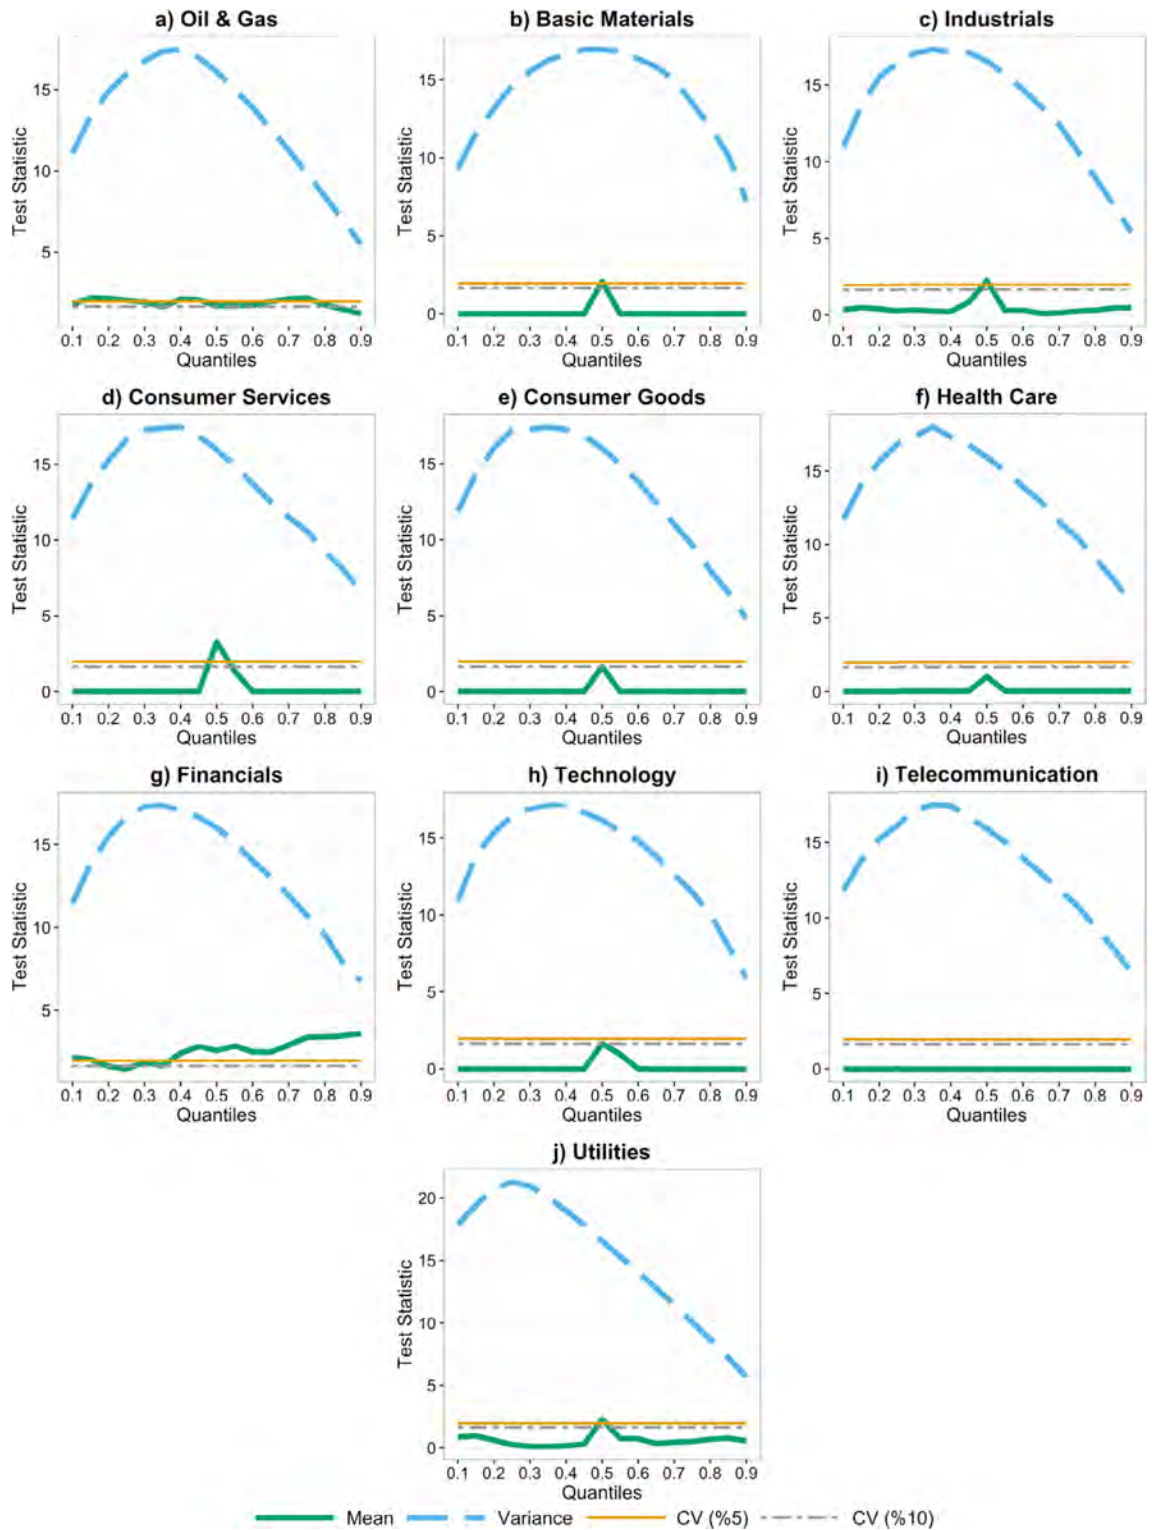 a) Oil & Gas
b) Basic Materials
c) Industrials
Test Statistic
15
10
5
0.1 0.2 0.3 0.4 0.5 0.6 0.7 0.8 0.9
Quantiles
Test Statistic
15
10
5
0
0.1 0.2 0.3 0.4 0.5 0.6 0.7 0.8 0.9
Quantiles
Test Statistic
15
10
5
0
0.1 0.2 0.3 0.4 0.5 0.6 0.7 0.8 0.9
Quantiles
d) Consumer Services
e) Consumer Goods
f) Health Care
Test Statistic
15
10
5
0
0.1 0.2 0.3 0.4 0.5 0.6 0.7 0.8 0.9
Quantiles
Test Statistic
15
10
5
0
0.1 0.2 0.3 0.4 0.5 0.6 0.7 0.8 0.9
Quantiles
Test Statistic
15
10
5
0
0.1 0.2 0.3 0.4 0.5 0.6 0.7 0.8 0.9
Quantiles
g) Financials
h) Technology
i) Telecommunication
Test Statistic
15
10
5
0.1 0.2 0.3 0.4 0.5 0.6 0.7 0.8 0.9
Quantiles
Test Statistic
15
10
5
0
0.1 0.2 0.3 0.4 0.5 0.6 0.7 0.8 0.9
Quantiles
Test Statistic
15
10
5
0
0.1 0.2 0.3 0.4 0.5 0.6 0.7 0.8 0.9
Quantiles
j) Utilities
Test Statistic
20
15
10
5
0
0.1 0.2 0.3 0.4 0.5 0.6 0.7 0.8 0.9
Quantiles
Mean Variance CV (%5) CV (%10)